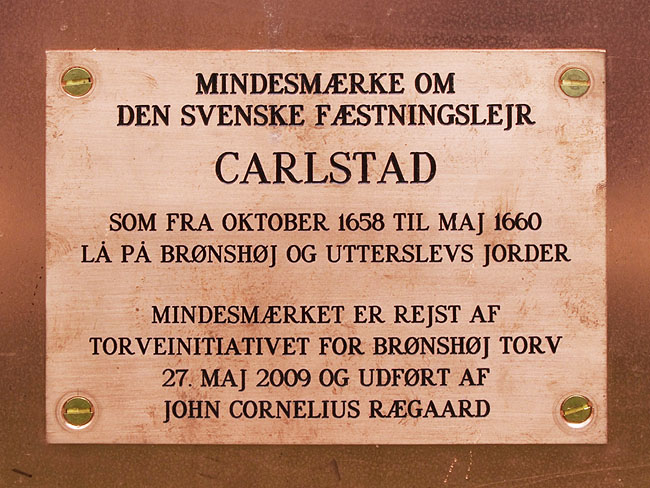 MINDESMÆRKE OM
DEN SVENSKE FÆSTNINGSLEJR
CARLSTAD
SOM FRA OKTOBER 1658 TIL MAJ 1660
LÅ PÅ BRØNSHØJ OG UTTERSLEVS JORDER
MINDESMÆRKET ER REJST AF
TORVEINITIATIVET FOR BRØNSHØJ TORV
27. MAJ 2009 OG UDFØRT AF
JOHN CORNELIUS RÆGAARD